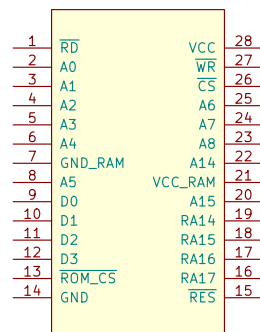 1 RD VCC 28
2 A0 WR 27
3 A1 CS 26
4 A2 A6 25
5 A3 A7 24
6 A4 A8 23
7 GND_RAM A14 22
8 A5 VCC_RAM 21
9 D0 A15 20
10 D1 RA14 19
11 D2 RA15 18
12 D3 RA16 17
13 ROM_CS RA17 16
14 GND RES 15